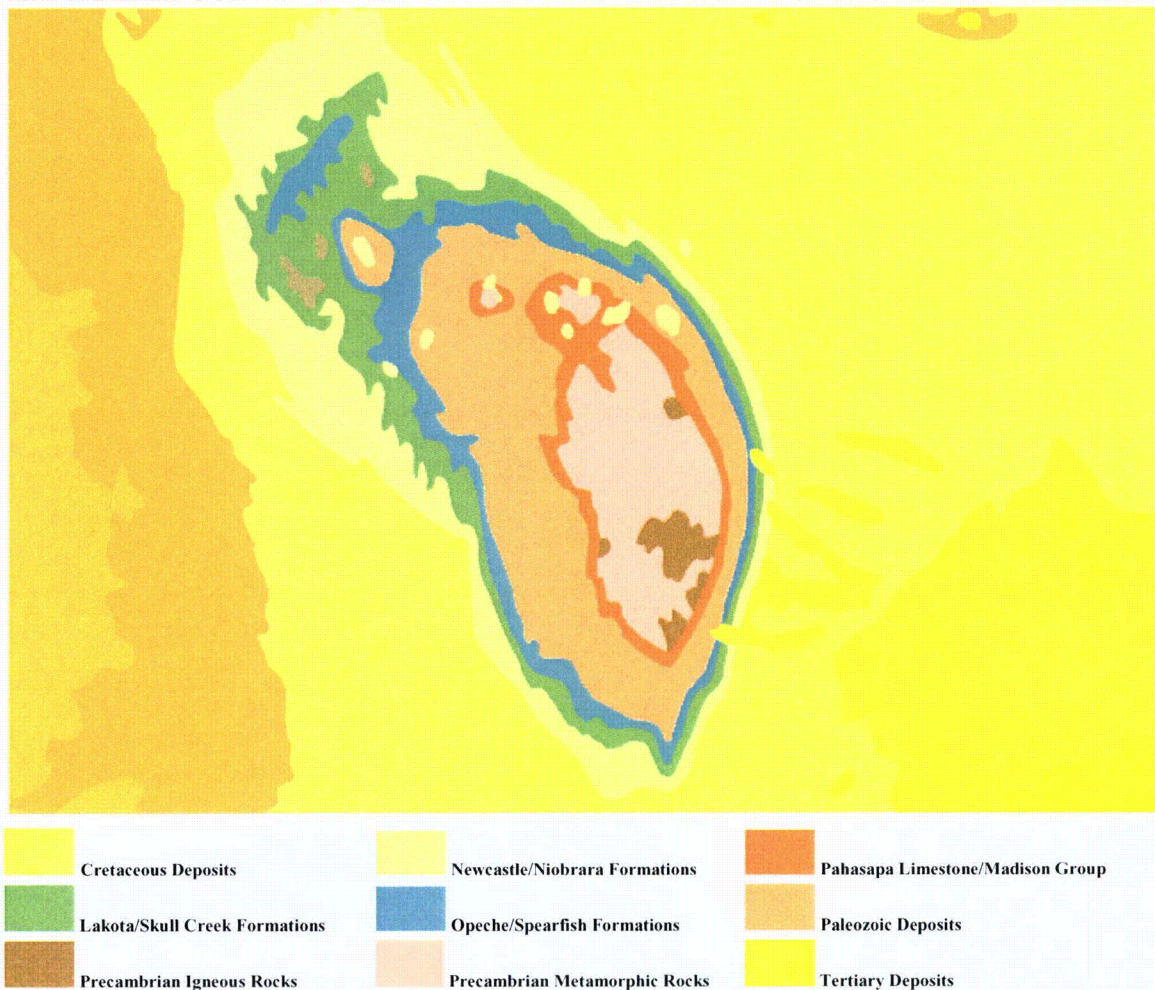 Cretaceous Deposits
Newcastle/Niobrara Formations
Pahasapa Limestone/Madison Group
Lakota/Skull Creek Formations
Opeche/Spearfish Formations
Paleozoic Deposits
Precambrian Igneous Rocks
Precambrian Metamorphic Rocks
Tertiary Deposits